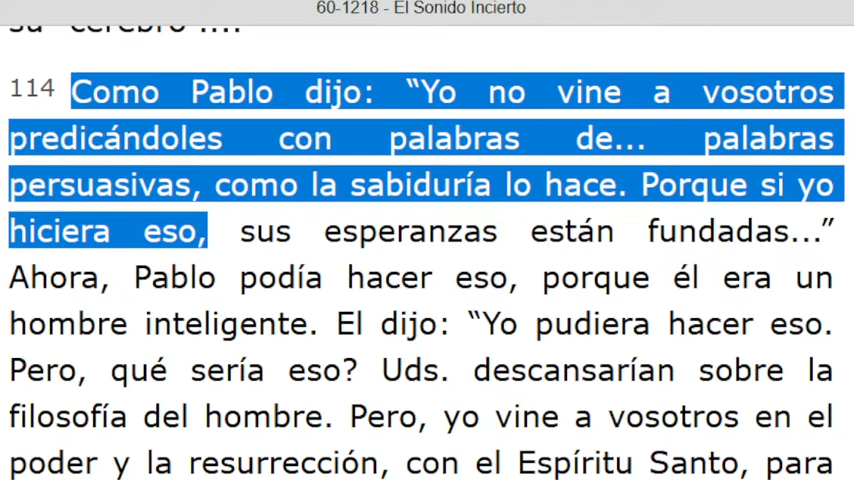 60-1218 - El Sonido Incierto
su cerebro ....
114 Como Pablo dijo: “Yo no vine a vosotros
predicándoles con palabras de... palabras
persuasivas, como la sabiduría lo hace. Porque si yo
hiciera eso, sus esperanzas están fundadas...”
Ahora, Pablo podía hacer eso, porque él era un
hombre inteligente. El dijo: “Yo pudiera hacer eso.
Pero, qué sería eso? Uds. descansarían sobre la
filosofía del hombre. Pero, yo vine a vosotros en el
poder y la resurrección, con el Espíritu Santo, para